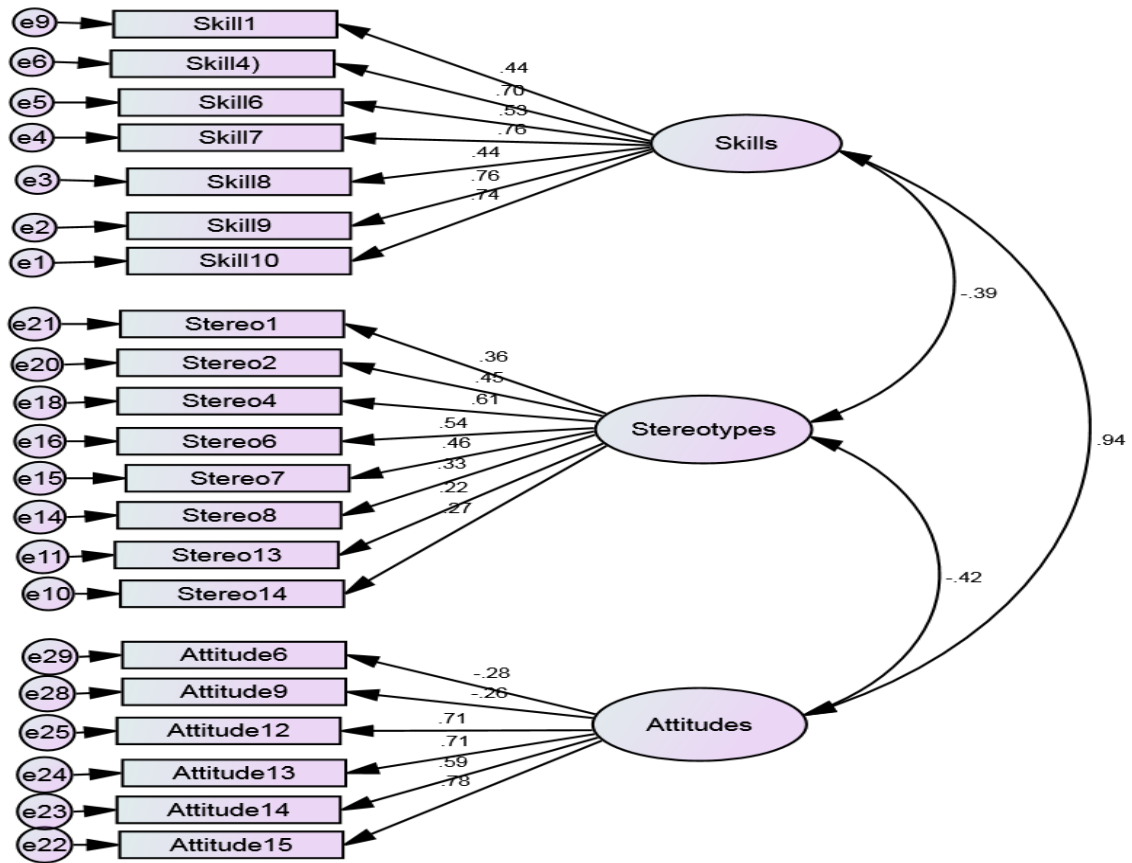 e9 Skill1
e6 Skill4)
e5 Skill6
e4 Skill7
e3 Skill8
e2 Skill9
e1 Skill10
.44
.70
.53
.76
.44
.76
.74
Skills
-.39
.94
e21 Stereo1
e20 Stereo2
e18 Stereo4
e16 Stereo6
e15 Stereo7
e14 Stereo8
e11 Stereo13
e10 Stereo14
.36
.45
.61
.54
.46
.33
.22
.27
Stereotypes
-.42
e29 Attitude6
e28 Attitude9
e25 Attitude12
e24 Attitude13
e23 Attitude14
e22 Attitude15
-.28
-.26
.71
.71
.59
.78
Attitudes